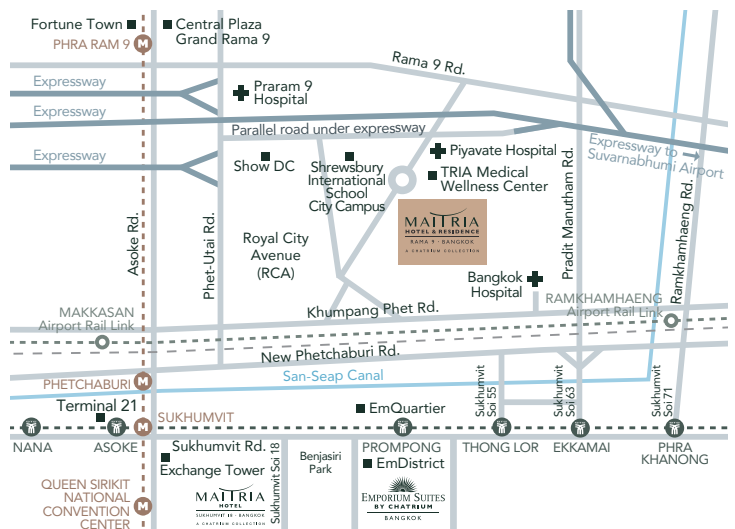 Fortune Town
Central Plaza
Grand Rama 9
PHRA RAM 9
M
Rama 9 Rd.
Expressway
Praram 9
Hospital
Expressway
Parallel road under expressway
Expressway
Expressway to
Suvarnabhumi Airport
Show DC
Shrewsbury
International
School
City Campus
Piyavate Hospital
TRIA Medical
Wellness Center
Asoke Rd.
Phet-Utai Rd.
Pradit Manutham Rd.
Ramkhamhaeng Rd.
MAITRIA
HOTEL & RESIDENCE
RAMA 9 - BANGKOK
A CHATRIUM COLLECTION
Royal City
Avenue
(RCA)
Bangkok
Hospital
MAKKASAN
Airport Rail Link
Khumpang Phet Rd.
RAMKHAMHAENG
Airport Rail Link
New Phetchaburi Rd.
PHETCHABURI
M
San-Seap Canal
Sukhumvit
Soi 55
Sukhumvit
Soi 63
Sukhumvit
Soi 71
Terminal 21
SUKHUMVIT
M
EmQuartier
NANA
ASOKE
Sukhumvit Rd.
PROMPONG
THONG LOR
EKKAMAI
PHRA
KHANONG
Exchange Tower
Sukhumvit Soi 18
Benjasiri
Park
EmDistrict
QUEEN SIRIKIT
NATIONAL
CONVENTION
CENTER
M
MAITRIA
HOTEL
SUKHUMVIT 18 - BANGKOK
A CHATRIUM COLLECTION
EMPORIUM SUITES
BY CHATRIUM
BANGKOK